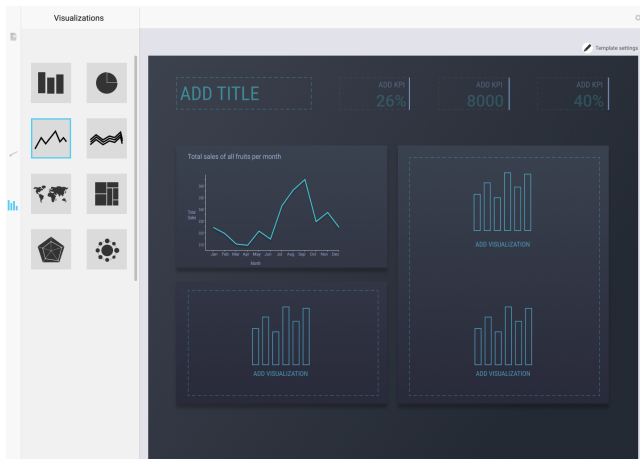 Visualizations
Template settings
ADD TITLE
ADD KPI
26%
ADD KPI
8000
ADD KPI
40%
Total sales of all fruits per month
Total
Sales
Jan Feb Mar Apr May Jun Jul Aug Sep Oct Nov Dec
Month
ADD VISUALIZATION
ADD VISUALIZATION
ADD VISUALIZATION